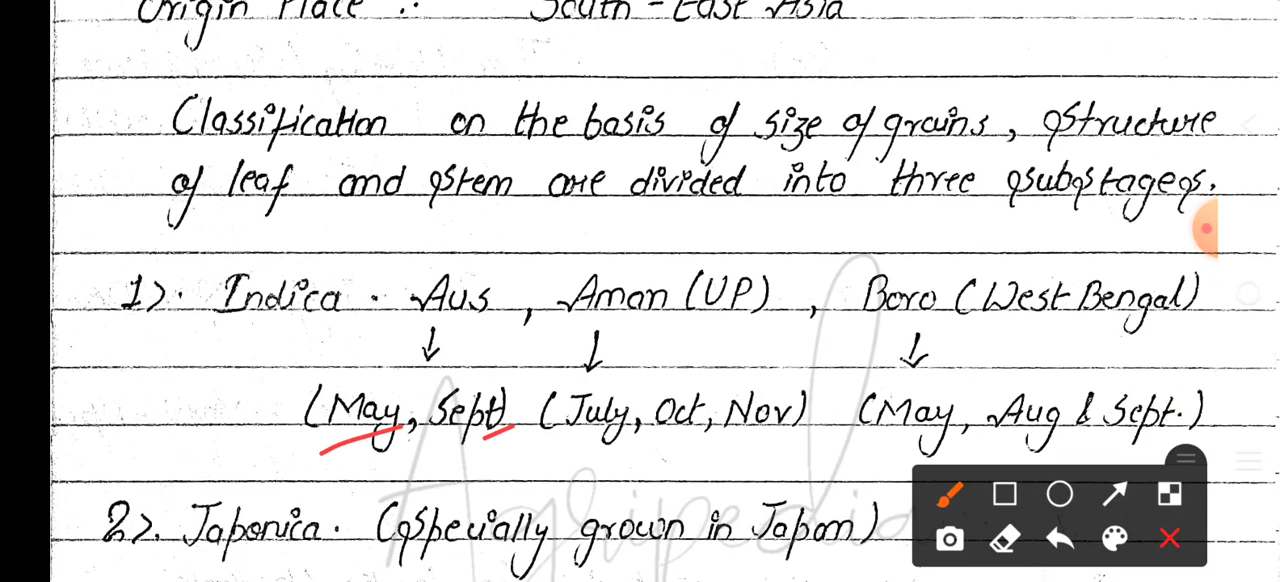 Origin Place :. South - East Asia
Classification on the basis of size of grains, structure
of leaf and stem are divided into three substages.
1). Indica . Aus , Aman (UP) , Boro (West Bengal)
↓ ↓ ↓
(May, Sept) (July, Oct, Nov) (May, Aug & Sept.)
2). Japonica . (Specially grown in Japan)
Agripedia